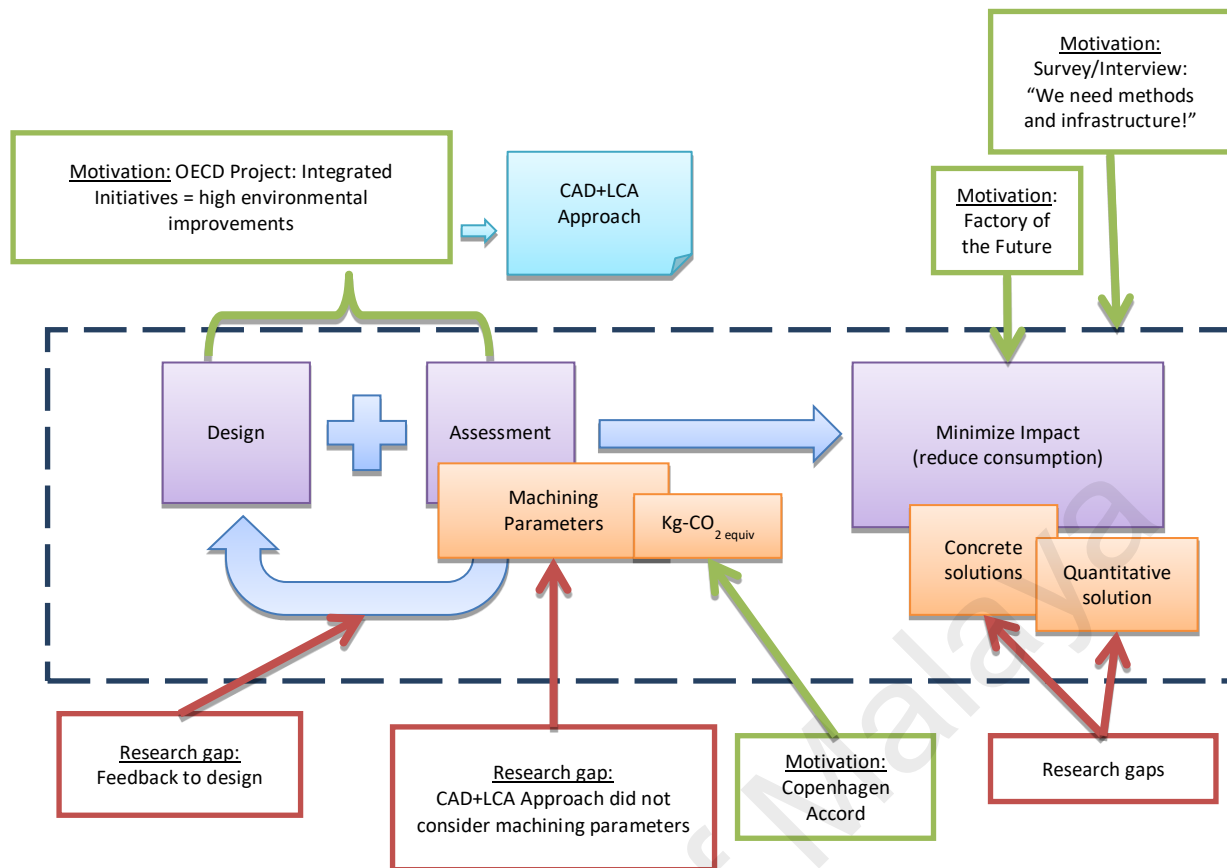 Motivation:
Survey/Interview:
“We need methods
and infrastructure!”
Motivation: OECD Project: Integrated
Initiatives = high environmental
improvements
CAD+LCA
Approach
Motivation:
Factory of
the Future
Design
Assessment
Minimize Impact
(reduce consumption)
Machining
Parameters
Kg-CO2 equiv
Concrete
solutions
Quantitative
solution
Research gap:
Feedback to design
Research gap:
CAD+LCA Approach did not
consider machining parameters
Motivation:
Copenhagen
Accord
Research gaps
of Malaya